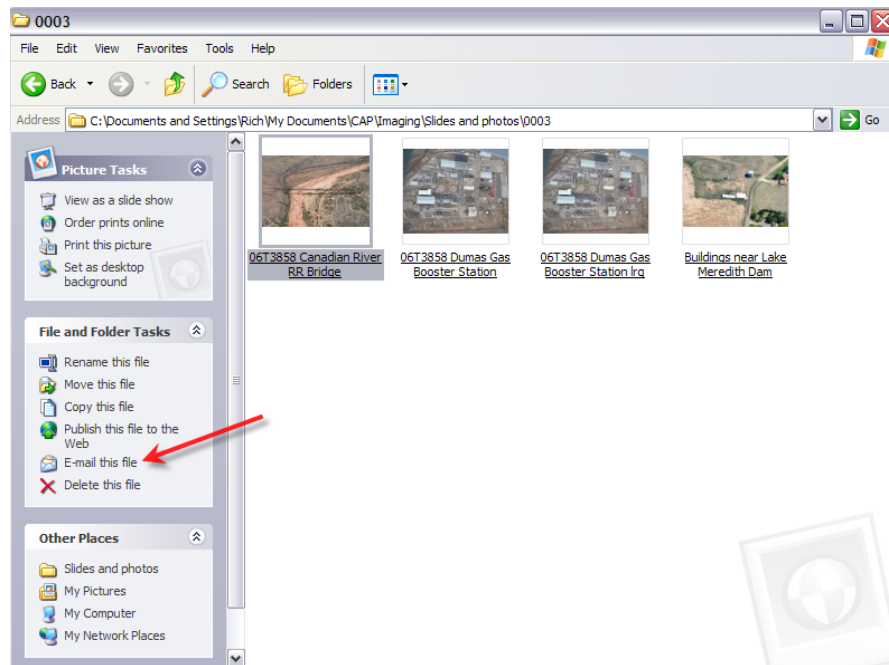 0003
File Edit View Favorites Tools Help
Back Search Folders
Address C:\Documents and Settings\Rich\My Documents\CAP\Imaging\Slides and photos\0003 Go
Picture Tasks
View as a slide show
Order prints online
Print this picture
Set as desktop
background
File and Folder Tasks
Rename this file
Move this file
Copy this file
Publish this file to the
Web
E-mail this file
Delete this file
Other Places
Slides and photos
My Pictures
My Computer
My Network Places
06T3858 Canadian River
RR Bridge
06T3858 Dumas Gas
Booster Station
06T3858 Dumas Gas
Booster Station lrg
Buildings near Lake
Meredith Dam